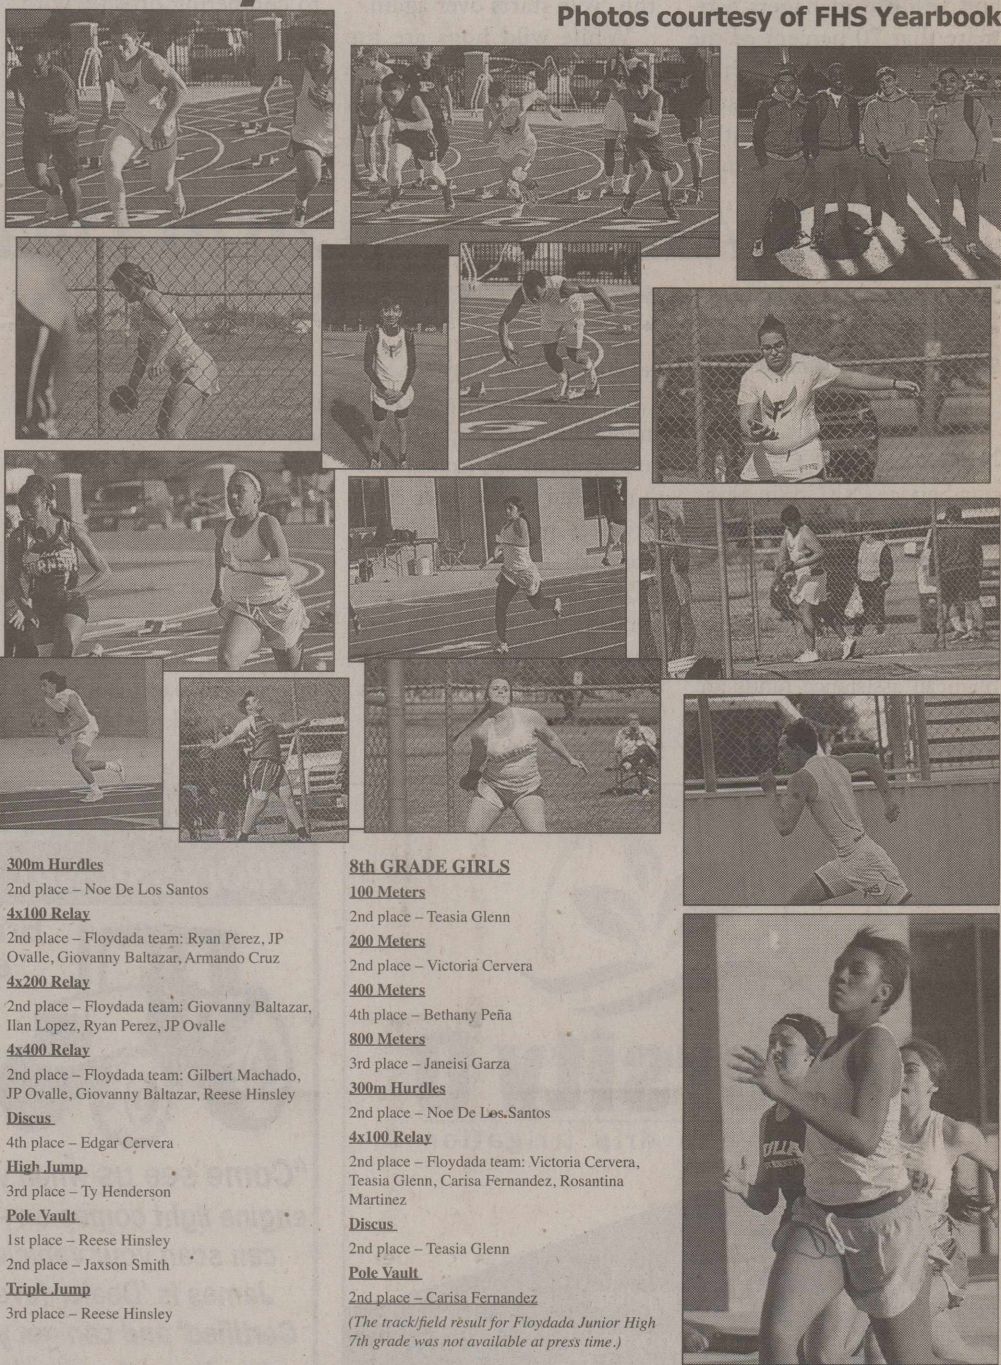 Photos courtesy of FHS Yearbook
300m Hurdles
2nd place – Noe De Los Santos
4x100 Relay
2nd place – Floydada team: Ryan Perez, JP
Ovalle, Giovanny Baltazar, Armando Cruz
4x200 Relay
2nd place – Floydada team: Giovanny Baltazar,
Ilan Lopez, Ryan Perez, JP Ovalle
4x400 Relay
2nd place – Floydada team: Gilbert Machado,
JP Ovalle, Giovanny Baltazar, Reese Hinsley
Discus
4th place – Edgar Cervera
High Jump
3rd place – Ty Henderson
Pole Vault
1st place – Reese Hinsley
2nd place – Jaxson Smith
Triple Jump
3rd place – Reese Hinsley
8th GRADE GIRLS
100 Meters
2nd place – Teasia Glenn
200 Meters
2nd place – Victoria Cervera
400 Meters
4th place – Bethany Peña
800 Meters
3rd place – Janeisi Garza
300m Hurdles
2nd place – Noe De Los Santos
4x100 Relay
2nd place – Floydada team: Victoria Cervera,
Teasia Glenn, Carisa Fernandez, Rosantina
Martinez
Discus
2nd place – Teasia Glenn
Pole Vault
2nd place – Carisa Fernandez
(The track/field result for Floydada Junior High
7th grade was not available at press time.)
FHS